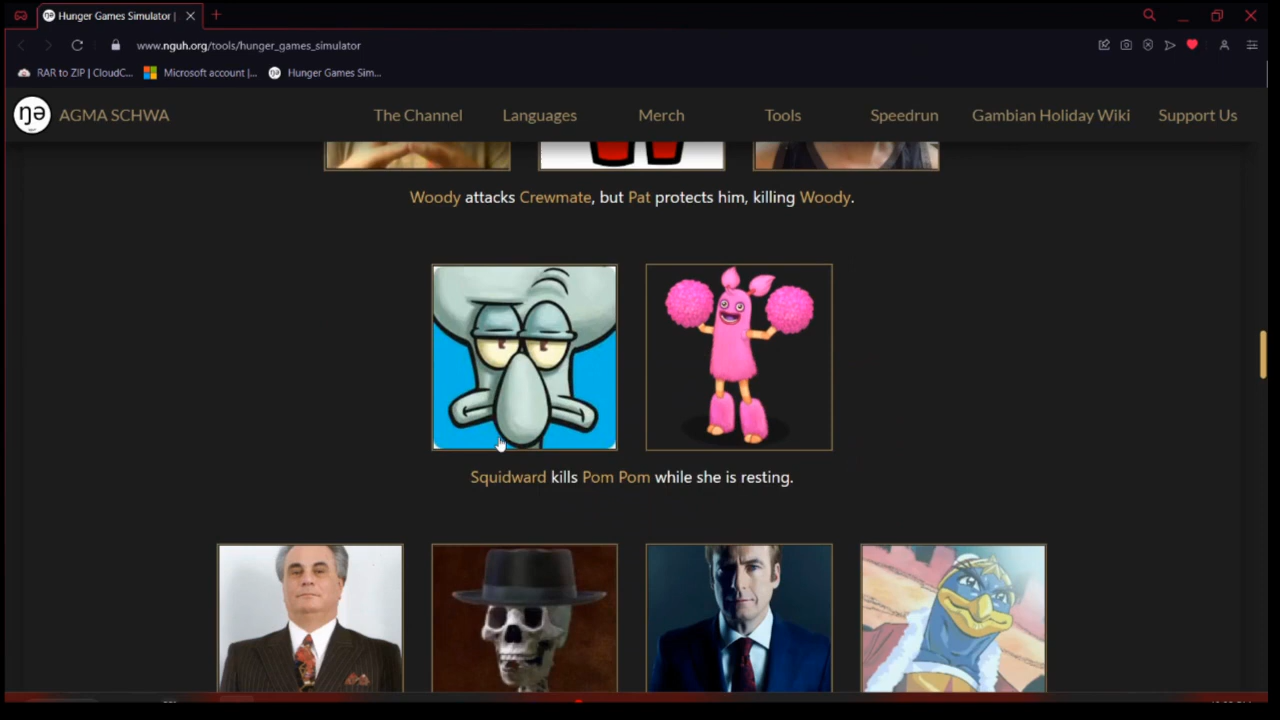 Hunger Games Simulator |
www.nguh.org/tools/hunger_games_simulator
RAR to ZIP | CloudC...
Microsoft account |...
Hunger Games Sim...
ŋə
AGMA SCHWA
The Channel
Languages
Merch
Tools
Speedrun
Gambian Holiday Wiki
Support Us
Woody attacks Crewmate, but Pat protects him, killing Woody.
Squidward kills Pom Pom while she is resting.